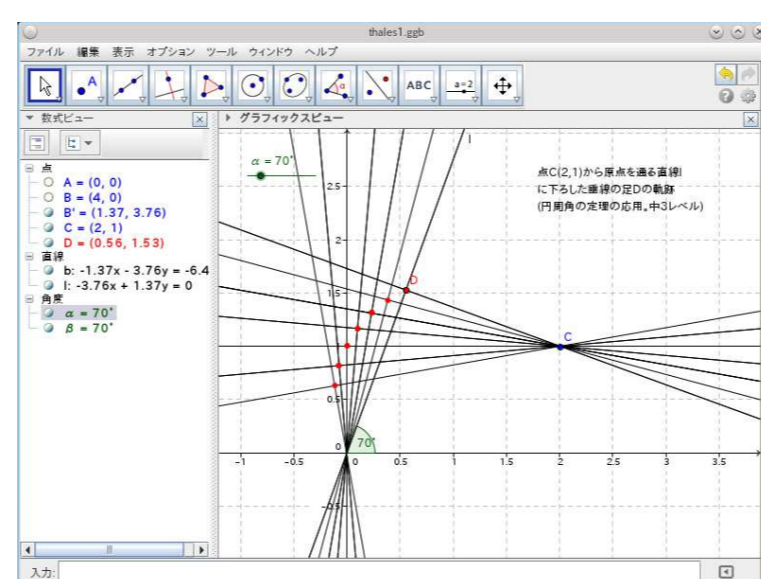 thales1.ggb
ファイル 編集 表示 オプション ツール ウィンドウ ヘルプ
A
α
ABC
a=2
数式ビュー
グラフィックスビュー
点
A = (0, 0)
B = (4, 0)
B' = (1.37, 3.76)
C = (2, 1)
D = (0.56, 1.53)
直線
b: -1.37x - 3.76y = -6.4
l: -3.76x + 1.37y = 0
角度
α = 70°
β = 70°
α = 70°
l
点C(2,1)から原点を通る直線l
に下ろした垂線の足Dの軌跡
(円周角の定理の応用。中3レベル)
2.5
2
D
1.5
C
1
0.5
0
70°
-1 -0.5 0 0.5 1 1.5 2 2.5 3 3.5
-0.5
入力: